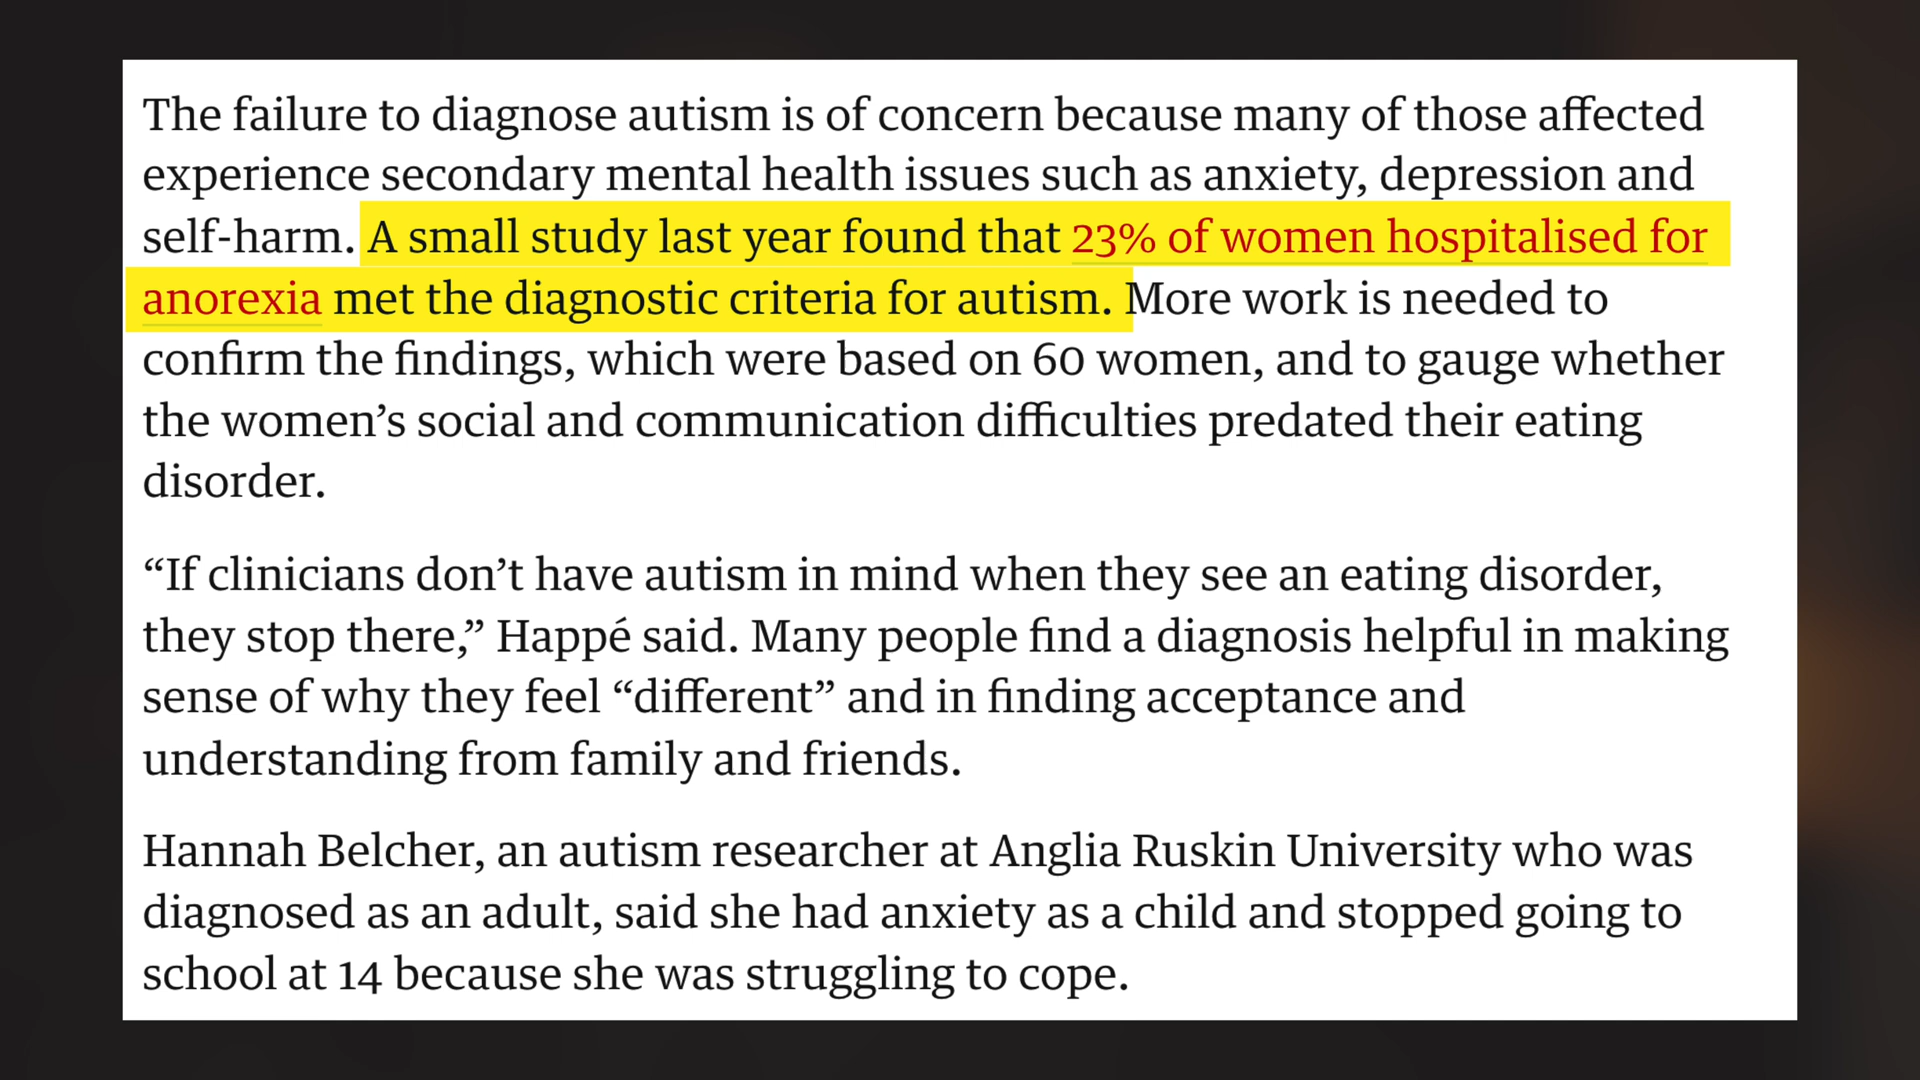 The failure to diagnose autism is of concern because many of those affected
experience secondary mental health issues such as anxiety, depression and
self-harm. A small study last year found that 23% of women hospitalised for
anorexia met the diagnostic criteria for autism. More work is needed to
confirm the findings, which were based on 60 women, and to gauge whether
the women’s social and communication difficulties predated their eating
disorder.
“If clinicians don’t have autism in mind when they see an eating disorder,
they stop there,” Happé said. Many people find a diagnosis helpful in making
sense of why they feel “different” and in finding acceptance and
understanding from family and friends.
Hannah Belcher, an autism researcher at Anglia Ruskin University who was
diagnosed as an adult, said she had anxiety as a child and stopped going to
school at 14 because she was struggling to cope.